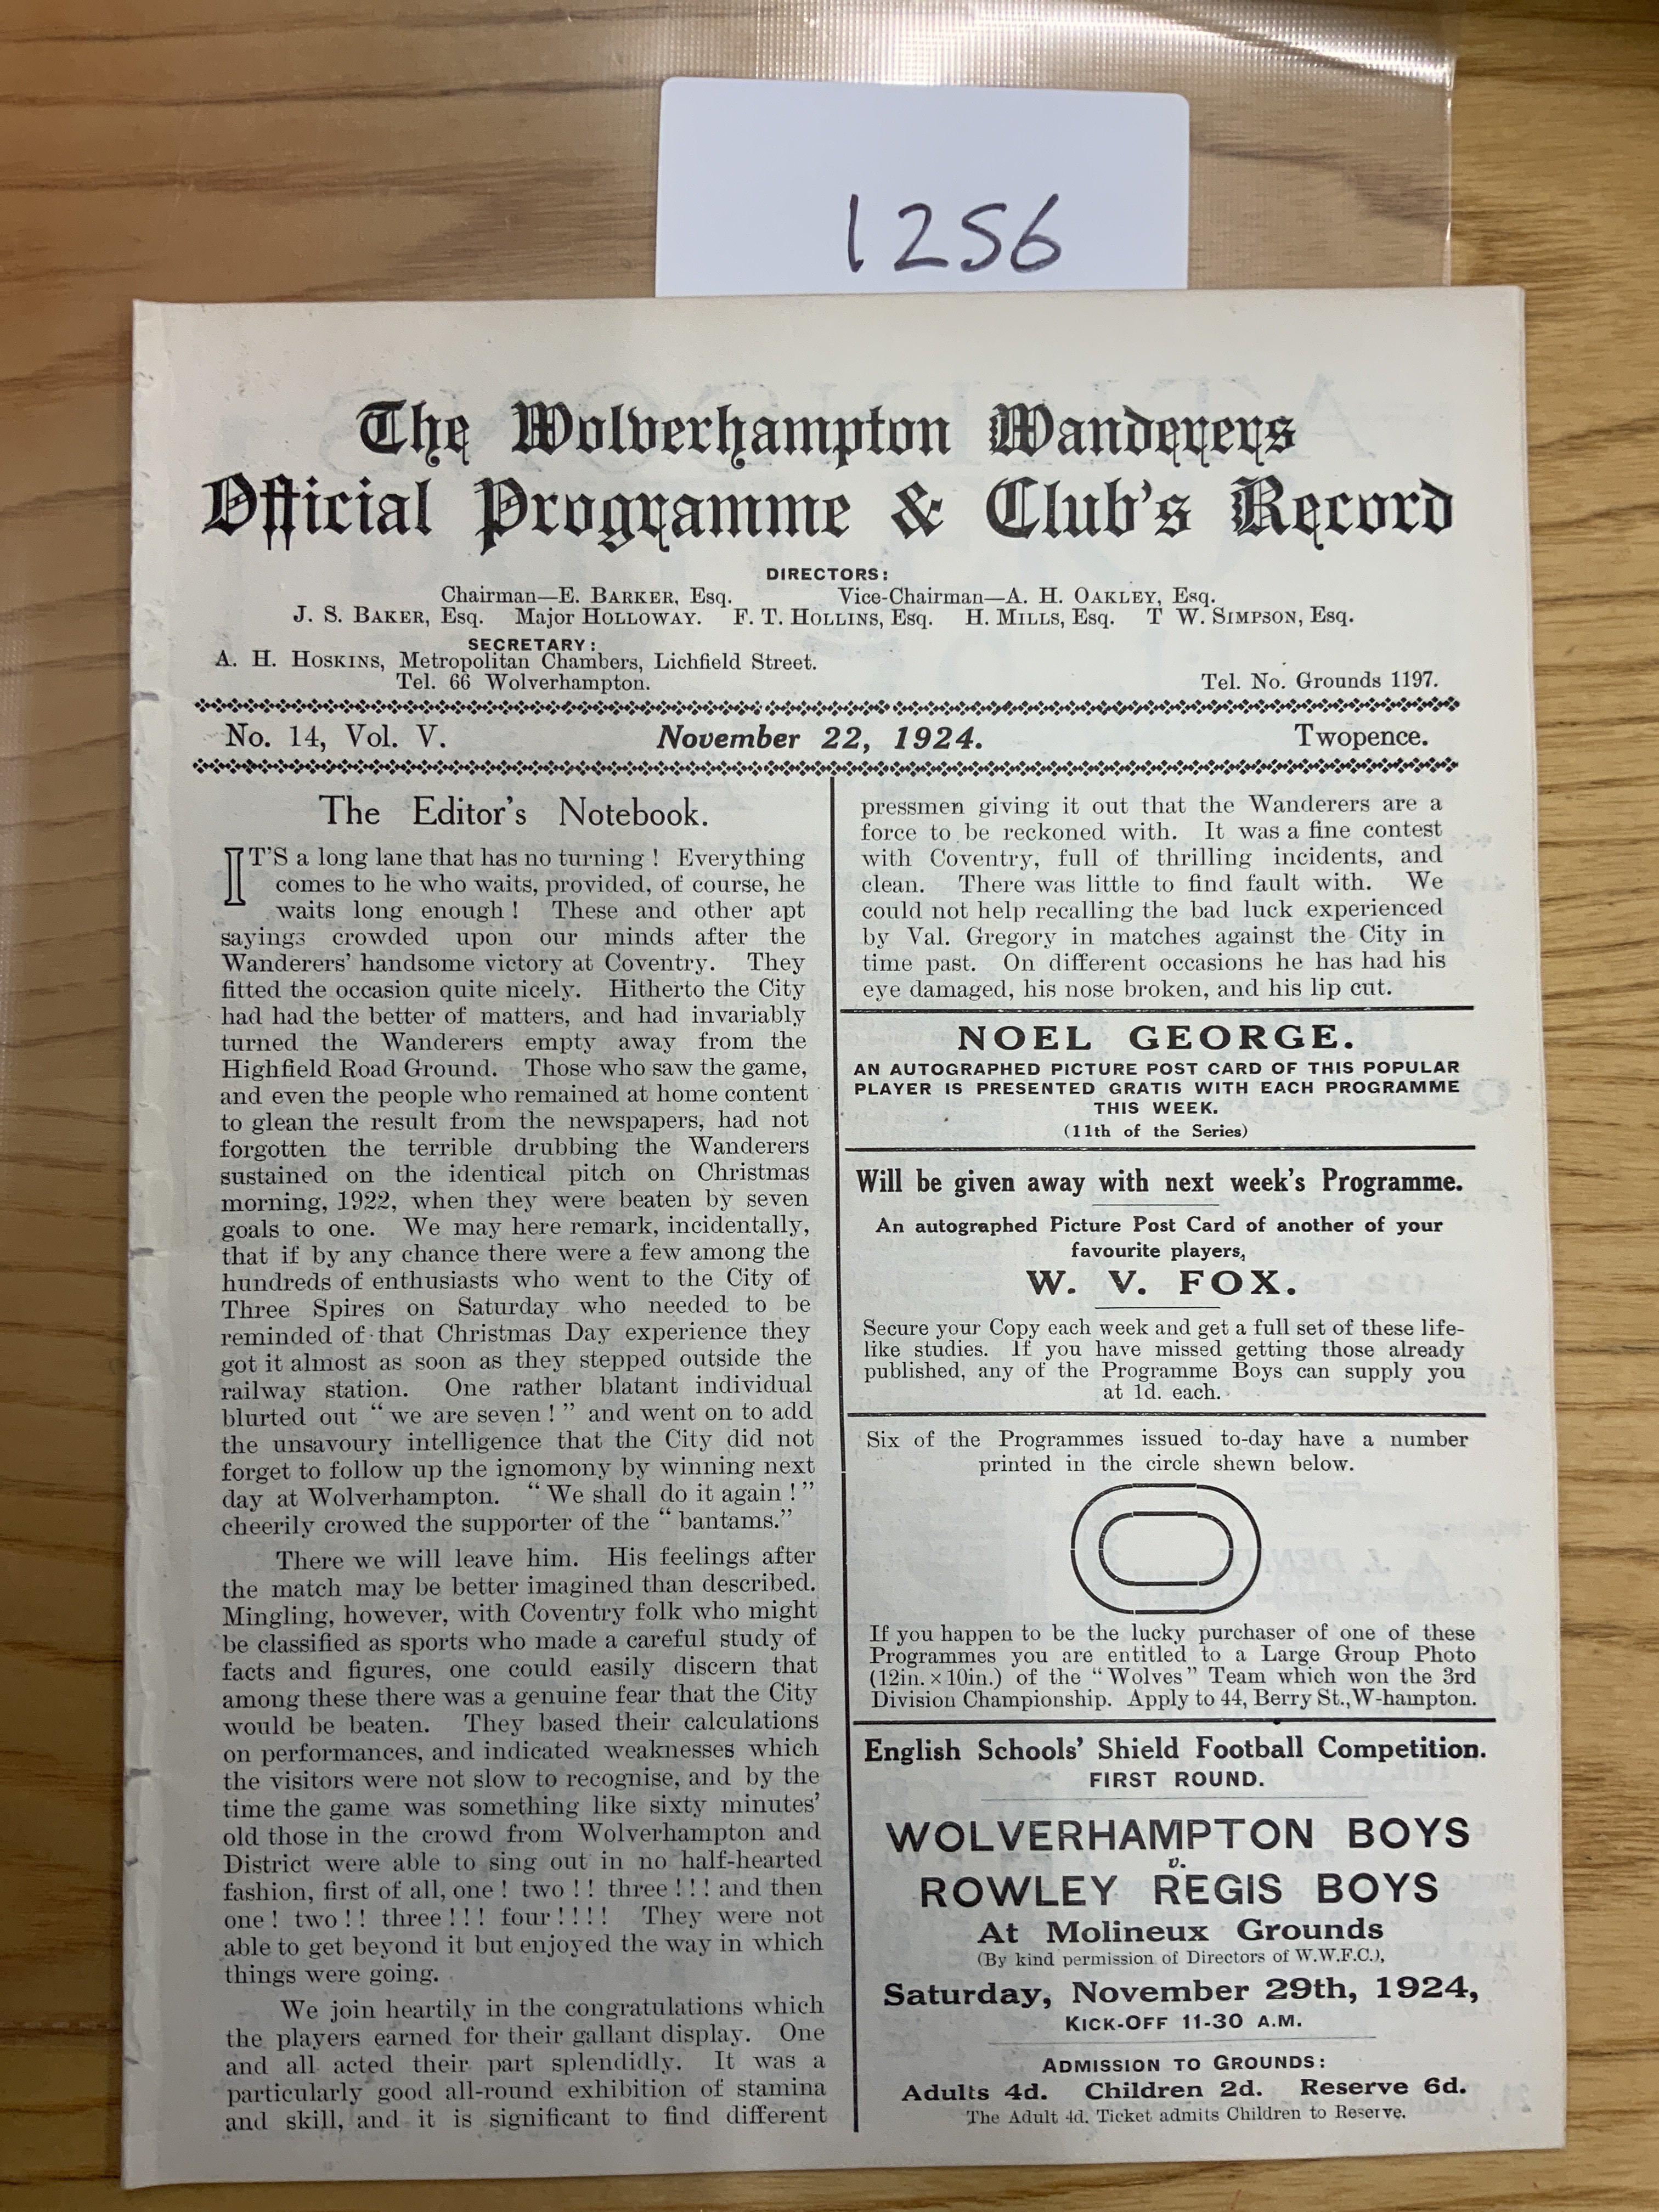 1256
The Wolverhampton Wanderers
Official Programme & Club's Record
DIRECTORS:
Chairman—E. BARKER, Esq. Vice-Chairman—A. H. OAKLEY, Esq.
J. S. BAKER, Esq. Major HOLLOWAY. F. T. HOLLINS, Esq. H. MILLS, Esq. T W. SIMPSON, Esq.
SECRETARY:
A. H. HOSKINS, Metropolitan Chambers, Lichfield Street.
Tel. 66 Wolverhampton. Tel. No. Grounds 1197.
No. 14, Vol. V. November 22, 1924. Twopence.
The Editor's Notebook.
IT'S a long lane that has no turning! Everything
comes to he who waits, provided, of course, he
waits long enough! These and other apt
sayings crowded upon our minds after the
Wanderers' handsome victory at Coventry. They
fitted the occasion quite nicely. Hitherto the City
had had the better of matters, and had invariably
turned the Wanderers empty away from the
Highfield Road Ground. Those who saw the game,
and even the people who remained at home content
to glean the result from the newspapers, had not
forgotten the terrible drubbing the Wanderers
sustained on the identical pitch on Christmas
morning, 1922, when they were beaten by seven
goals to one. We may here remark, incidentally,
that if by any chance there were a few among the
hundreds of enthusiasts who went to the City of
Three Spires on Saturday who needed to be
reminded of that Christmas Day experience they
got it almost as soon as they stepped outside the
railway station. One rather blatant individual
blurted out "we are seven!" and went on to add
the unsavoury intelligence that the City did not
forget to follow up the ignomony by winning next
day at Wolverhampton. "We shall do it again!"
cheerily crowed the supporter of the "bantams."
There we will leave him. His feelings after
the match may be better imagined than described.
Mingling, however, with Coventry folk who might
be classified as sports who made a careful study of
facts and figures, one could easily discern that
among these there was a genuine fear that the City
would be beaten. They based their calculations
on performances, and indicated weaknesses which
the visitors were not slow to recognise, and by the
time the game was something like sixty minutes'
old those in the crowd from Wolverhampton and
District were able to sing out in no half-hearted
fashion, first of all, one! two!! three!!! and then
one! two!! three!!! four!!!! They were not
able to get beyond it but enjoyed the way in which
things were going.
We join heartily in the congratulations which
the players earned for their gallant display. One
and all acted their part splendidly. It was a
particularly good all-round exhibition of stamina
and skill, and it is significant to find different
pressmen giving it out that the Wanderers are a
force to be reckoned with. It was a fine contest
with Coventry, full of thrilling incidents, and
clean. There was little to find fault with. We
could not help recalling the bad luck experienced
by Val. Gregory in matches against the City in
time past. On different occasions he has had his
eye damaged, his nose broken, and his lip cut.
NOEL GEORGE.
AN AUTOGRAPHED PICTURE POST CARD OF THIS POPULAR
PLAYER IS PRESENTED GRATIS WITH EACH PROGRAMME
THIS WEEK.
(11th of the Series)
Will be given away with next week's Programme.
An autographed Picture Post Card of another of your
favourite players,
W. V. FOX.
Secure your Copy each week and get a full set of these life-
like studies. If you have missed getting those already
published, any of the Programme Boys can supply you
at 1d. each.
Six of the Programmes issued to-day have a number
printed in the circle shewn below.
If you happen to be the lucky purchaser of one of these
Programmes you are entitled to a Large Group Photo
(12in. × 10in.) of the "Wolves" Team which won the 3rd
Division Championship. Apply to 44, Berry St., W-hampton.
English Schools' Shield Football Competition.
FIRST ROUND.
WOLVERHAMPTON BOYS
v.
ROWLEY REGIS BOYS
At Molineux Grounds
(By kind permission of Directors of W.W.F.C.),
Saturday, November 29th, 1924,
KICK-OFF 11-30 A.M.
ADMISSION TO GROUNDS:
Adults 4d. Children 2d. Reserve 6d.
The Adult 4d. Ticket admits Children to Reserve.